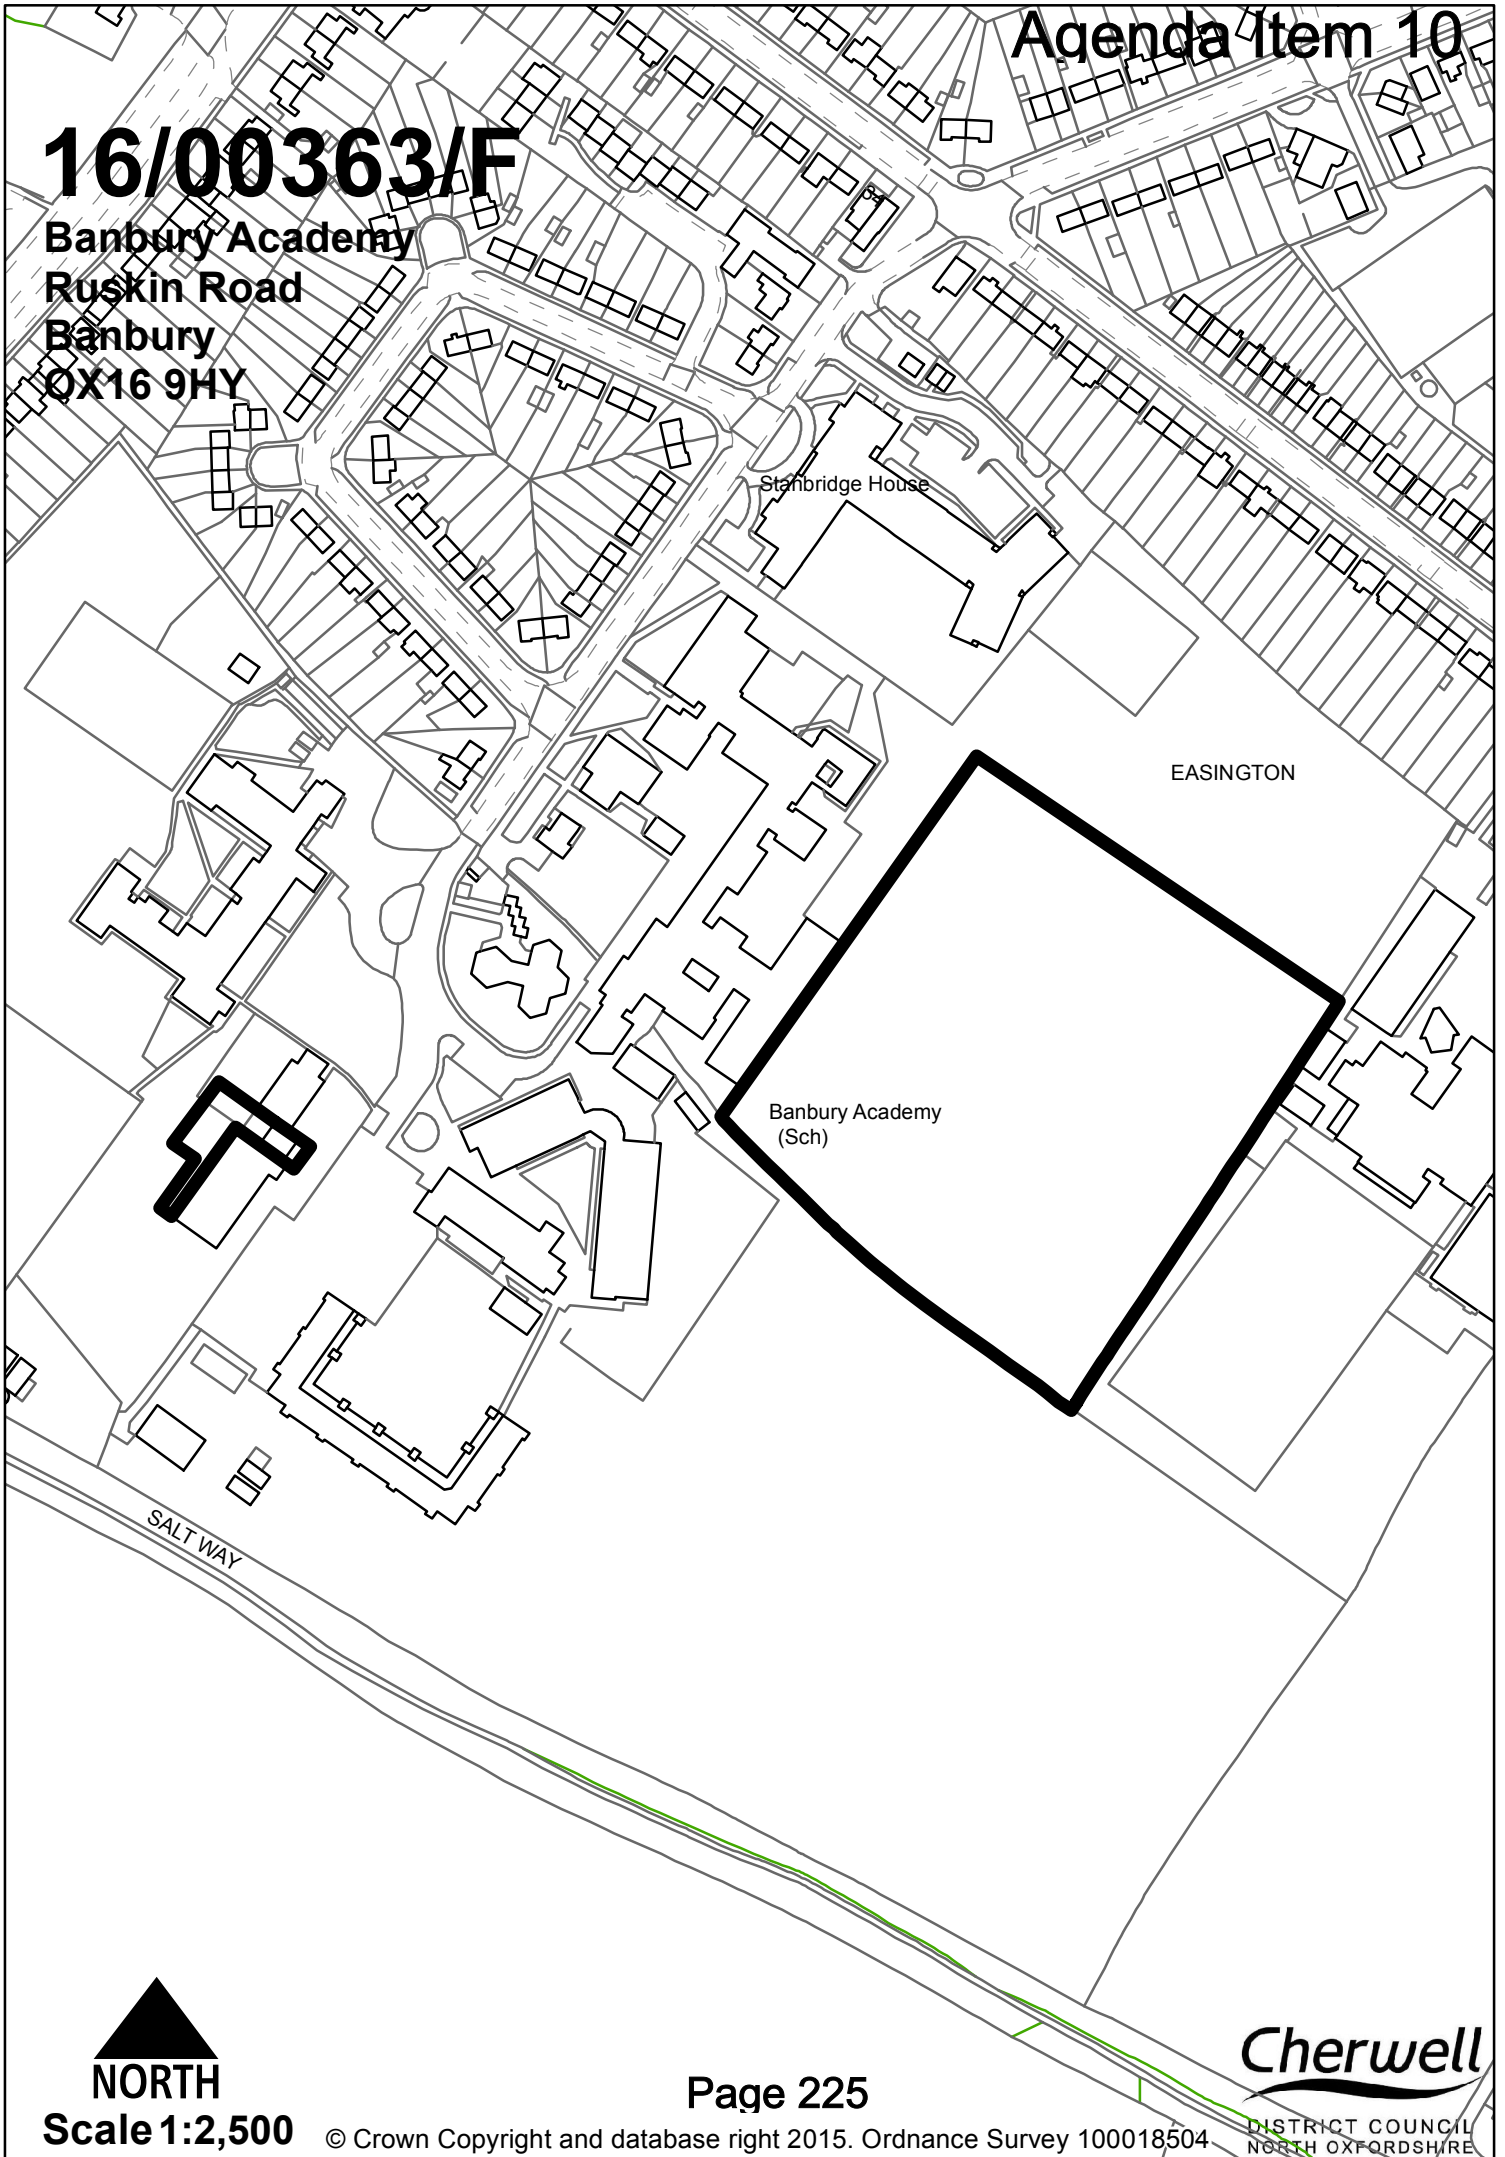 Agenda Item 10
16/00363/F
Banbury Academy
Ruskin Road
Banbury
OX16 9HY
84
Stanbridge House
EASINGTON
Banbury Academy
(Sch)
SALT WAY
NORTH
Scale 1:2,500
Page 225
© Crown Copyright and database right 2015. Ordnance Survey 100018504
Cherwell
DISTRICT COUNCIL
NORTH OXFORDSHIRE